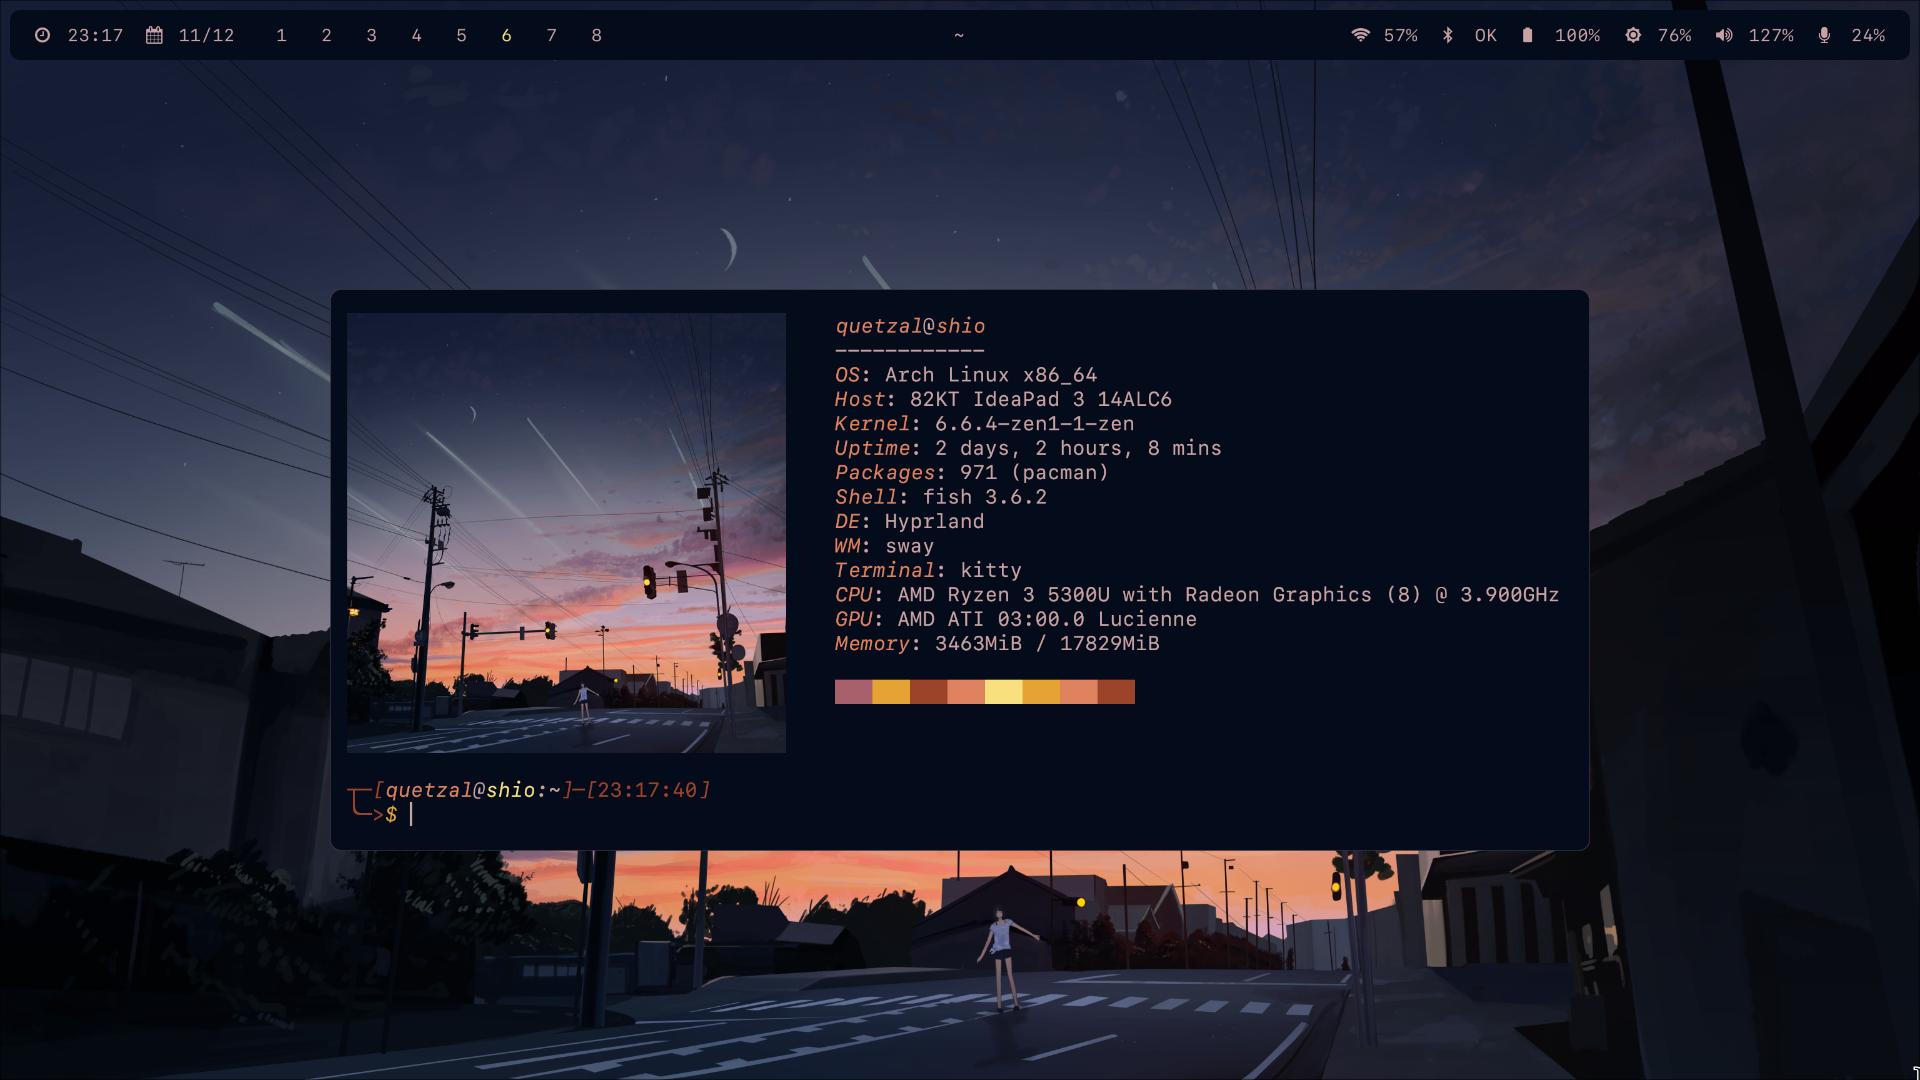 23:17 11/12 1 2 3 4 5 6 7 8 ~ 57% OK 100% 76% 127% 24%
quetzal@shio
------------
OS: Arch Linux x86_64
Host: 82KT IdeaPad 3 14ALC6
Kernel: 6.6.4-zen1-1-zen
Uptime: 2 days, 2 hours, 8 mins
Packages: 971 (pacman)
Shell: fish 3.6.2
DE: Hyprland
WM: sway
Terminal: kitty
CPU: AMD Ryzen 3 5300U with Radeon Graphics (8) @ 3.900GHz
GPU: AMD ATI 03:00.0 Lucienne
Memory: 3463MiB / 17829MiB
┬─[quetzal@shio:~]─[23:17:40]
╰─>$